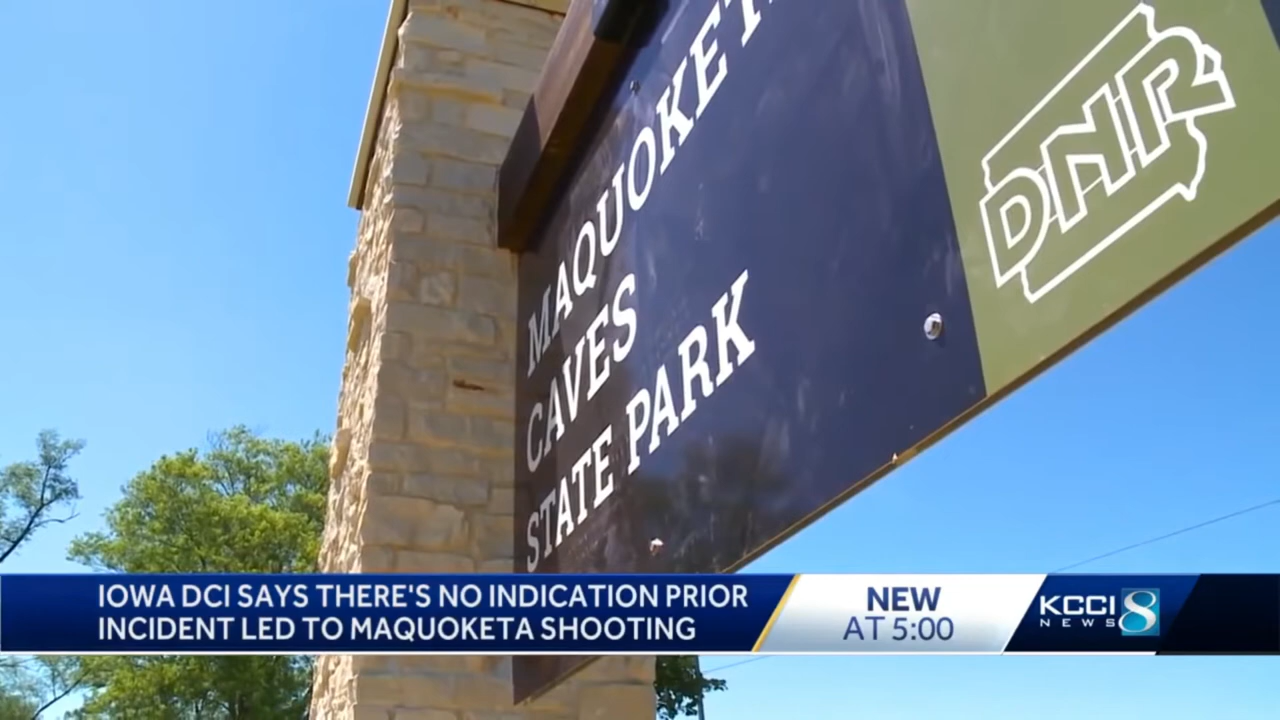 MAQUOKET
CAVES
STATE PARK
DNR
IOWA DCI SAYS THERE'S NO INDICATION PRIOR
INCIDENT LED TO MAQUOKETA SHOOTING
NEW
AT 5:00
KCCI
NEWS
8